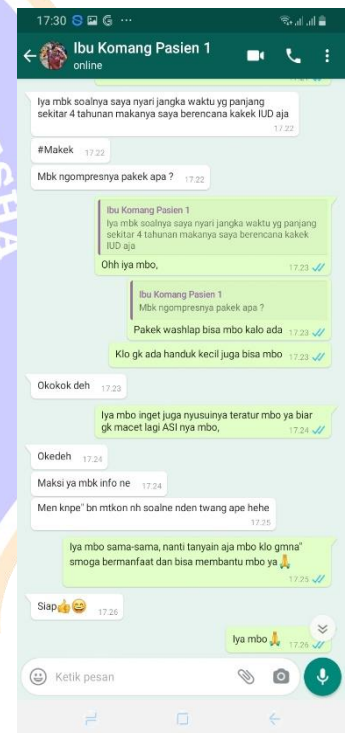 17:30
Ibu Komang Pasien 1
online
Iya mbk soalnya saya nyari jangka waktu yg panjang
sekitar 4 tahunan makanya saya berencana kakek IUD aja
17.22
#Makek 17.22
Mbk ngompresnya pakek apa ? 17.22
Ibu Komang Pasien 1
Iya mbk soalnya saya nyari jangka waktu yg panjang
sekitar 4 tahunan makanya saya berencana kakek
IUD aja
Ohh iya mbo, 17.23
Ibu Komang Pasien 1
Mbk ngompresnya pakek apa ?
Pakek washlap bisa mbo kalo ada 17.23
Klo gk ada handuk kecil juga bisa mbo 17.23
Okokok deh 17.23
Iya mbo inget juga nyusuinya teratur mbo ya biar
gk macet lagi ASI nya mbo, 17.24
Okedeh 17.24
Maksi ya mbk info ne 17.24
Men knpe" bn mtkon nh soalne nden twang ape hehe
17.25
Iya mbo sama-sama, nanti tanyain aja mbo klo gmna"
smoga bermanfaat dan bisa membantu mbo ya🙏
17.25
Siap👍😄 17.26
Iya mbo🙏 17.26
Ketik pesan